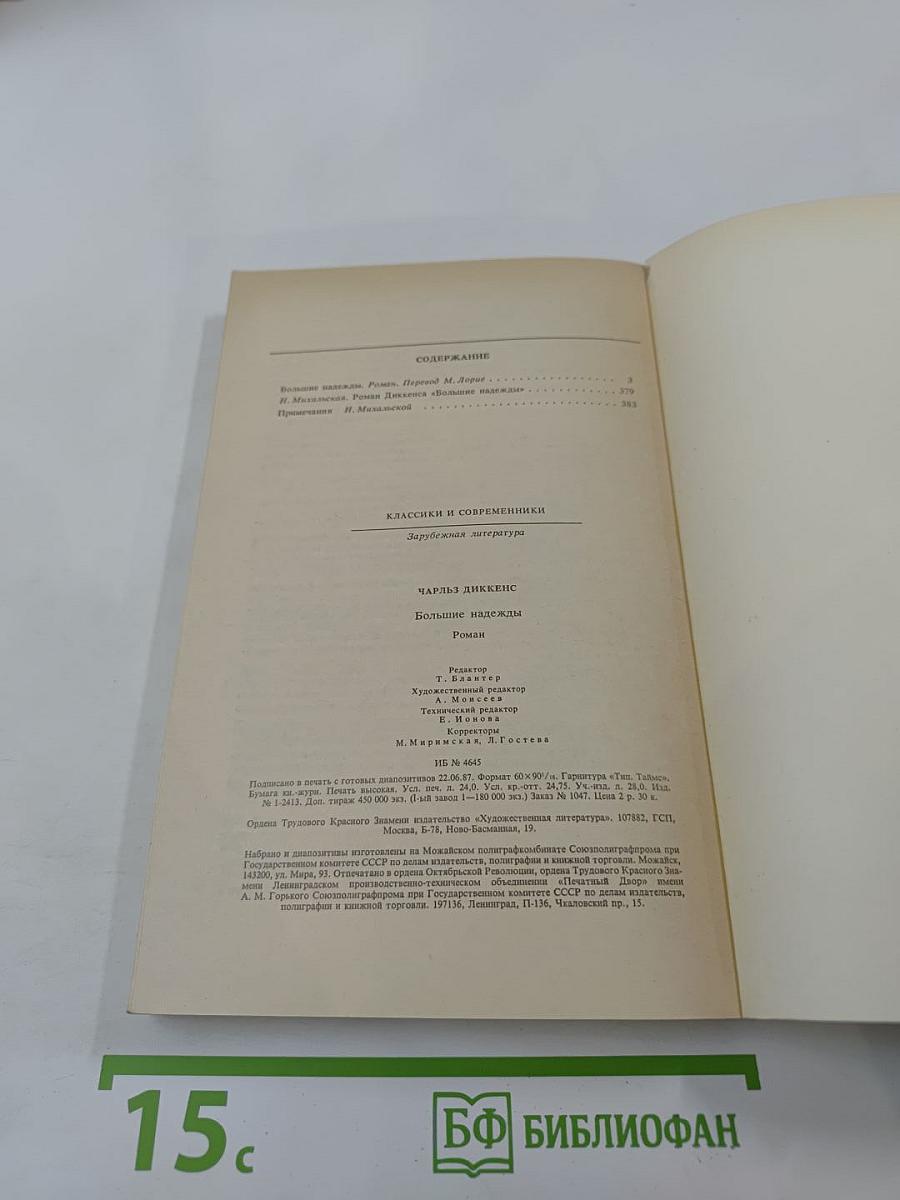 СОДЕРЖАНИЕ
Большие надежды. Роман. Перевод М. Лорие . . . . . . . . . . . . . . . . 3
Н. Михальская. Роман Диккенса «Большие надежды» . . . . . . . . . . 379
Примечания Н. Михальской . . . . . . . . . . . . . . . . . . . . . . . . 383
КЛАССИКИ И СОВРЕМЕННИКИ
Зарубежная литература
ЧАРЛЬЗ ДИККЕНС
Большие надежды
Роман
Редактор
Т. Блантер
Художественный редактор
А. Моисеев
Технический редактор
Е. Ионова
Корректоры
М. Миримская, Л. Гостева
ИБ № 4645
Подписано в печать с готовых диапозитивов 22.06.87. Формат 60×90¹/₁₆. Гарнитура «Тип. Таймс».
Бумага кн.-журн. Печать высокая. Усл. печ. л. 24,0. Усл. кр.-отт. 24,75. Уч.-изд. л. 28,0. Изд.
№ 1-2413. Доп. тираж 450 000 экз. (I-ый завод 1—180 000 экз.) Заказ № 1047. Цена 2 р. 30 к.
Ордена Трудового Красного Знамени издательство «Художественная литература». 107882, ГСП,
Москва, Б-78, Ново-Басманная, 19.
Набрано и диапозитивы изготовлены на Можайском полиграфкомбинате Союзполиграфпрома при
Государственном комитете СССР по делам издательств, полиграфии и книжной торговли. Можайск,
143200, ул. Мира, 93. Отпечатано в ордена Октябрьской Революции, ордена Трудового Красного Зна-
мени Ленинградском производственно-техническом объединении «Печатный Двор» имени
А. М. Горького Союзполиграфпрома при Государственном комитете СССР по делам издательств,
полиграфии и книжной торговли. 197136, Ленинград, П-136, Чкаловский пр., 15.
15 с
БФ БИБЛИОФАН